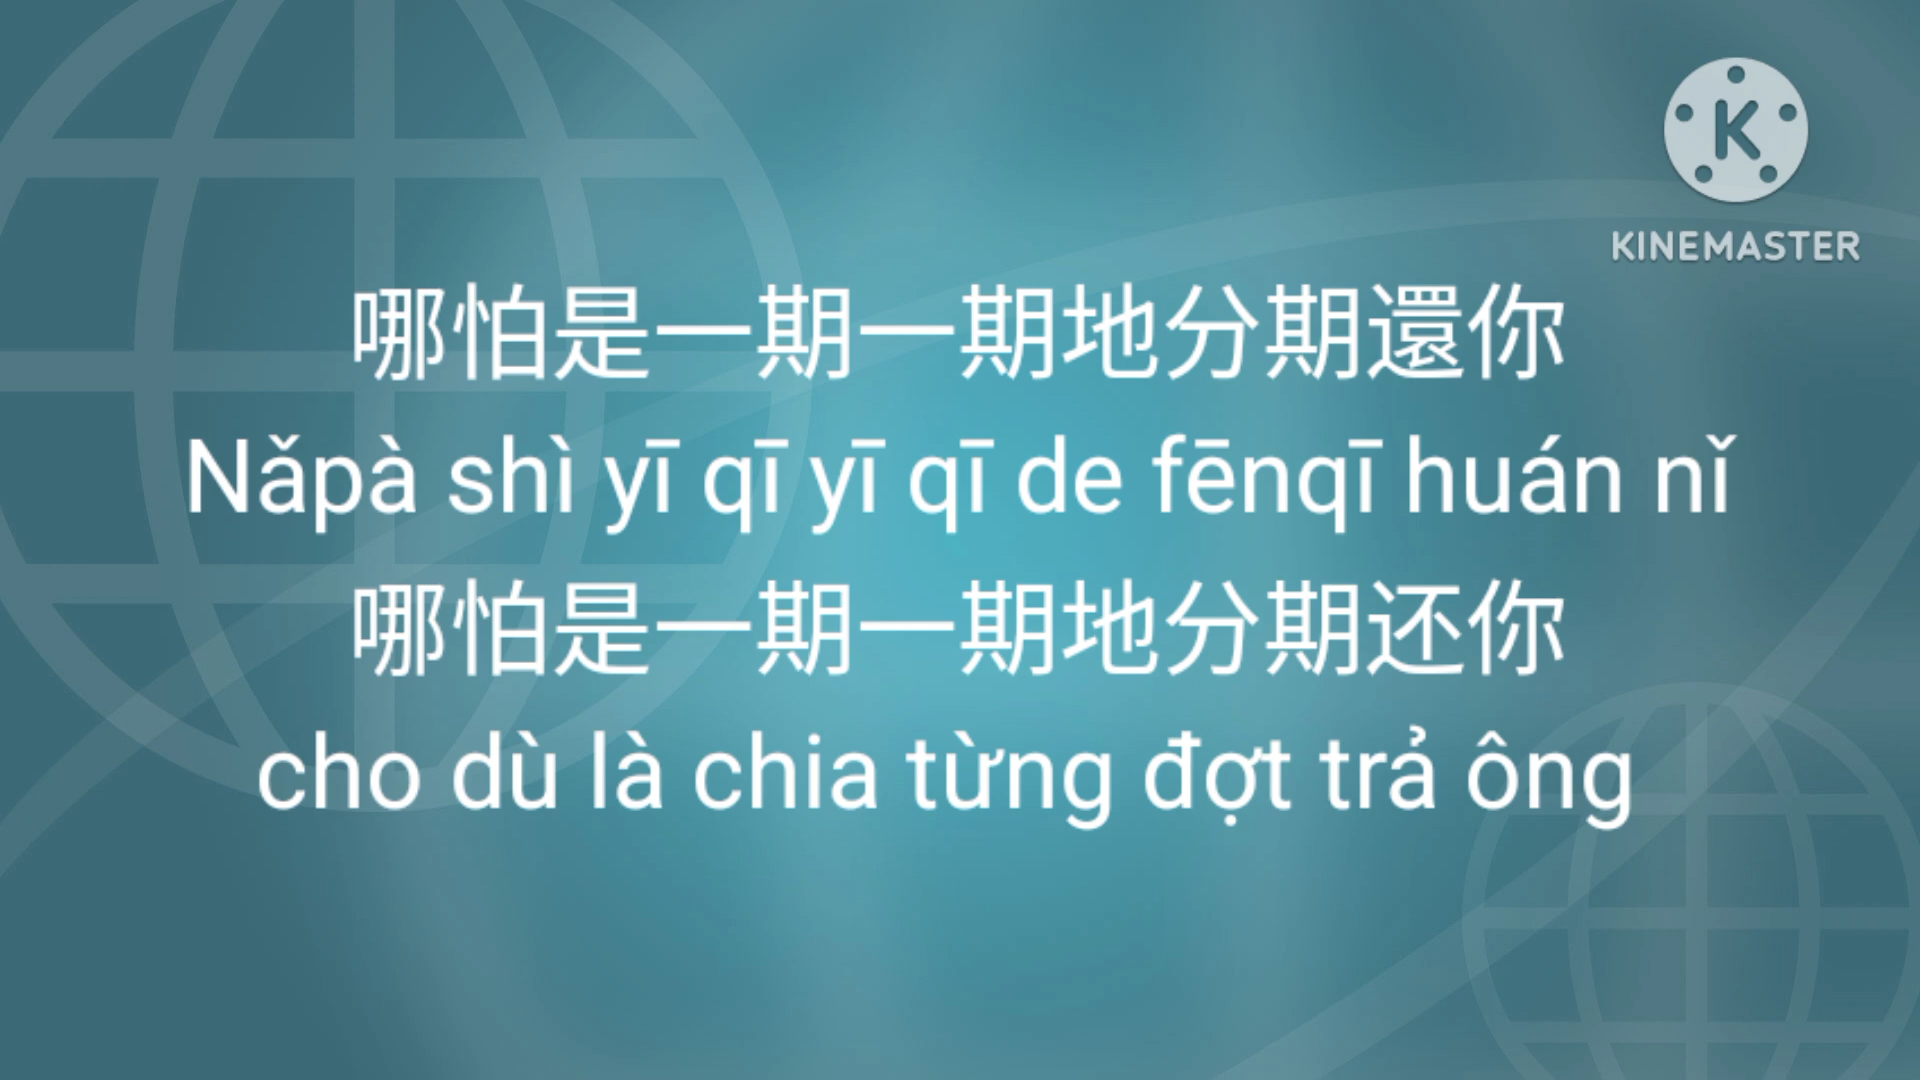 KINEMASTER
哪怕是一期一期地分期還你
Nǎpà shì yī qī yī qī de fēnqī huán nǐ
哪怕是一期一期地分期还你
cho dù là chia từng đợt trả ông